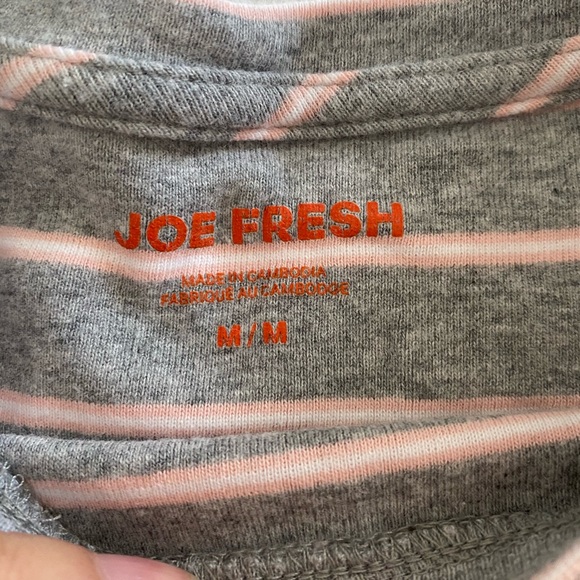 JOE FRESH
MADE IN CAMBODIA
FABRIQUÉ AU CAMBODGE
M / M